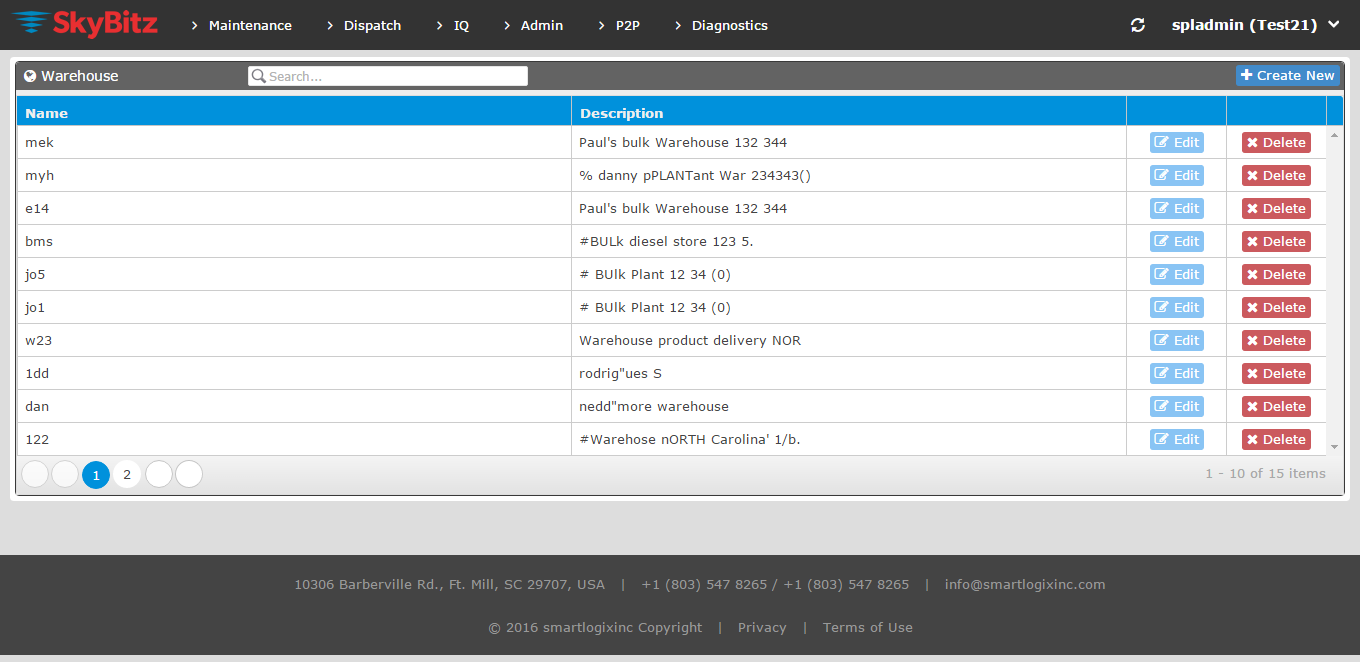 SkyBitz Maintenance Dispatch IQ Admin P2P Diagnostics spladmin (Test21)
Warehouse Search... Create New
Name Description
mek Paul's bulk Warehouse 132 344 Edit Delete
myh % danny pPLANTant War 234343() Edit Delete
e14 Paul's bulk Warehouse 132 344 Edit Delete
bms #BULk diesel store 123 5. Edit Delete
jo5 # BUlk Plant 12 34 (0) Edit Delete
jo1 # BUlk Plant 12 34 (0) Edit Delete
w23 Warehouse product delivery NOR Edit Delete
1dd rodrig"ues S Edit Delete
dan nedd"more warehouse Edit Delete
122 #Warehose nORTH Carolina' 1/b. Edit Delete
1 2 1 - 10 of 15 items
10306 Barberville Rd., Ft. Mill, SC 29707, USA | +1 (803) 547 8265 / +1 (803) 547 8265 | info@smartlogixinc.com
© 2016 smartlogixinc Copyright | Privacy | Terms of Use